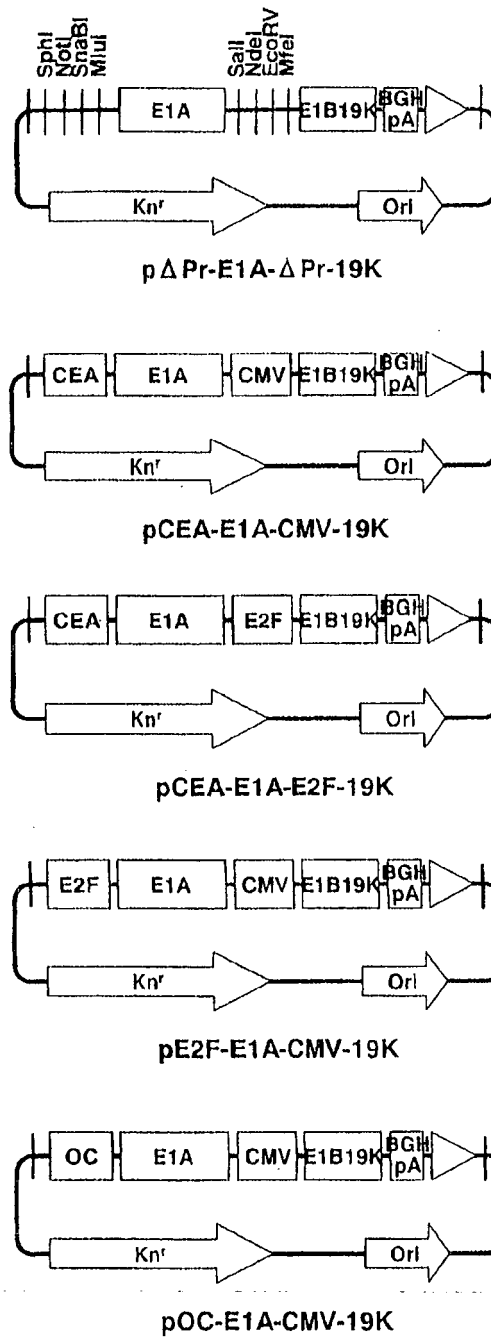 SphI
NotI
SnaBI
MluI
SalI
NdeI
EcoRV
MfeI
E1A
E1B19K
BGH
pA
Knʳ
Ori
pΔPr-E1A-ΔPr-19K
CEA
E1A
CMV
E1B19K
BGH
pA
Knʳ
Ori
pCEA-E1A-CMV-19K
CEA
E1A
E2F
E1B19K
BGH
pA
Knʳ
Ori
pCEA-E1A-E2F-19K
E2F
E1A
CMV
E1B19K
BGH
pA
Knʳ
Ori
pE2F-E1A-CMV-19K
OC
E1A
CMV
E1B19K
BGH
pA
Knʳ
Ori
pOC-E1A-CMV-19K